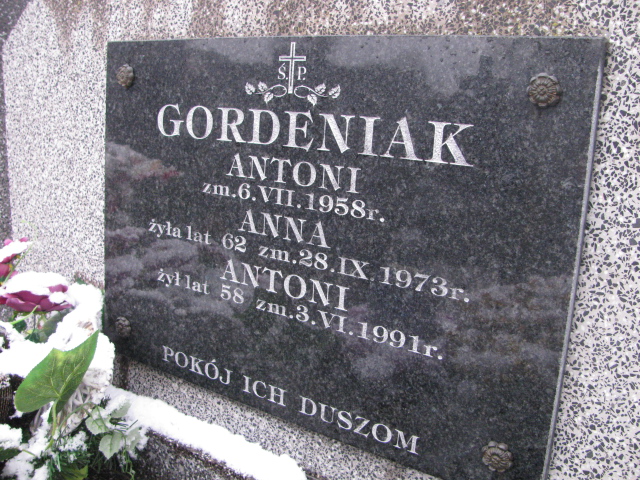 Ś. P.
GORDENIAK
ANTONI
zm.6.VII.1958r.
ANNA
żyła lat 62 zm.28.IX.1973r.
ANTONI
żył lat 58 zm.3.VI.1991r.
POKÓJ ICH DUSZOM